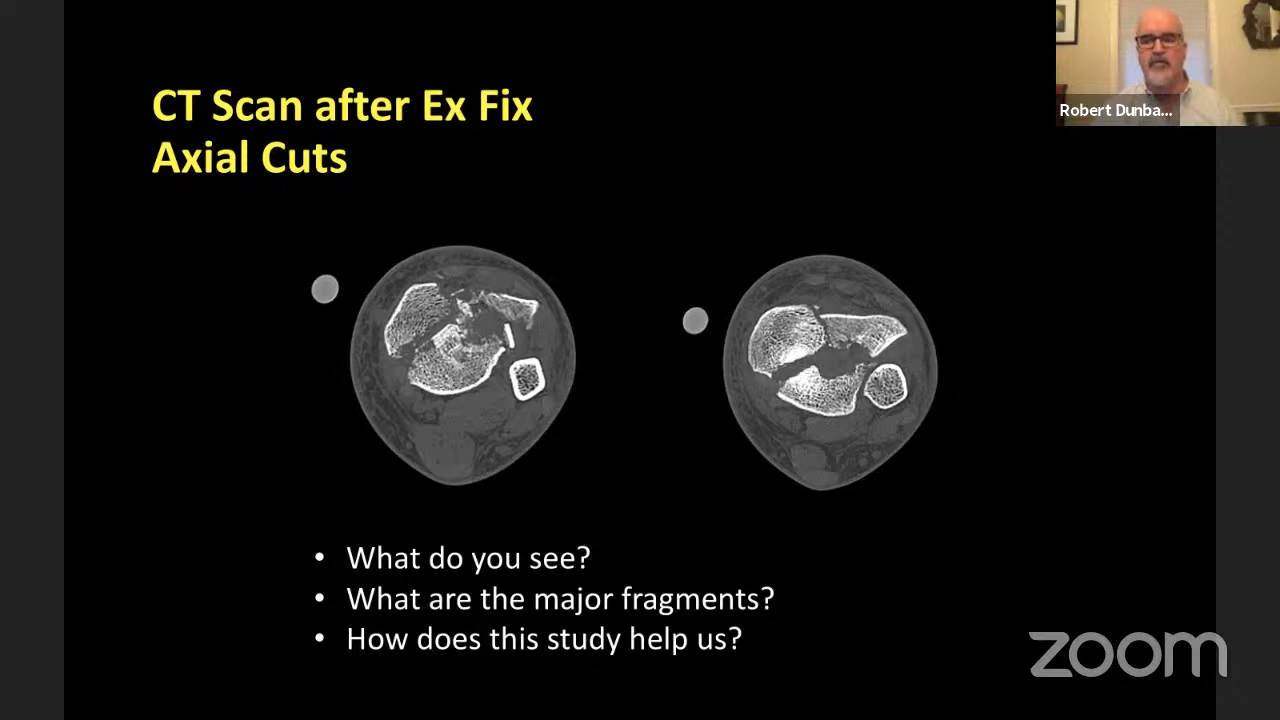 CT Scan after Ex Fix
Axial Cuts
Robert Dunba...
• What do you see?
• What are the major fragments?
• How does this study help us?
zoom